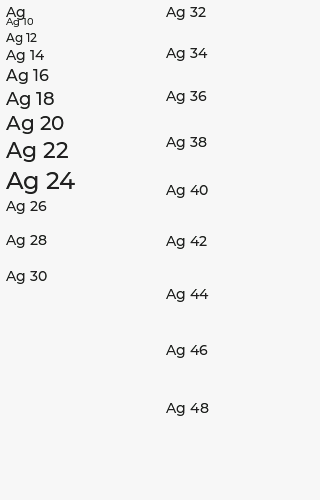 Ag
Ag 10
Ag 12
Ag 14
Ag 16
Ag 18
Ag 20
Ag 22
Ag 24
Ag 26
Ag 28
Ag 30
Ag 32
Ag 34
Ag 36
Ag 38
Ag 40
Ag 42
Ag 44
Ag 46
Ag 48